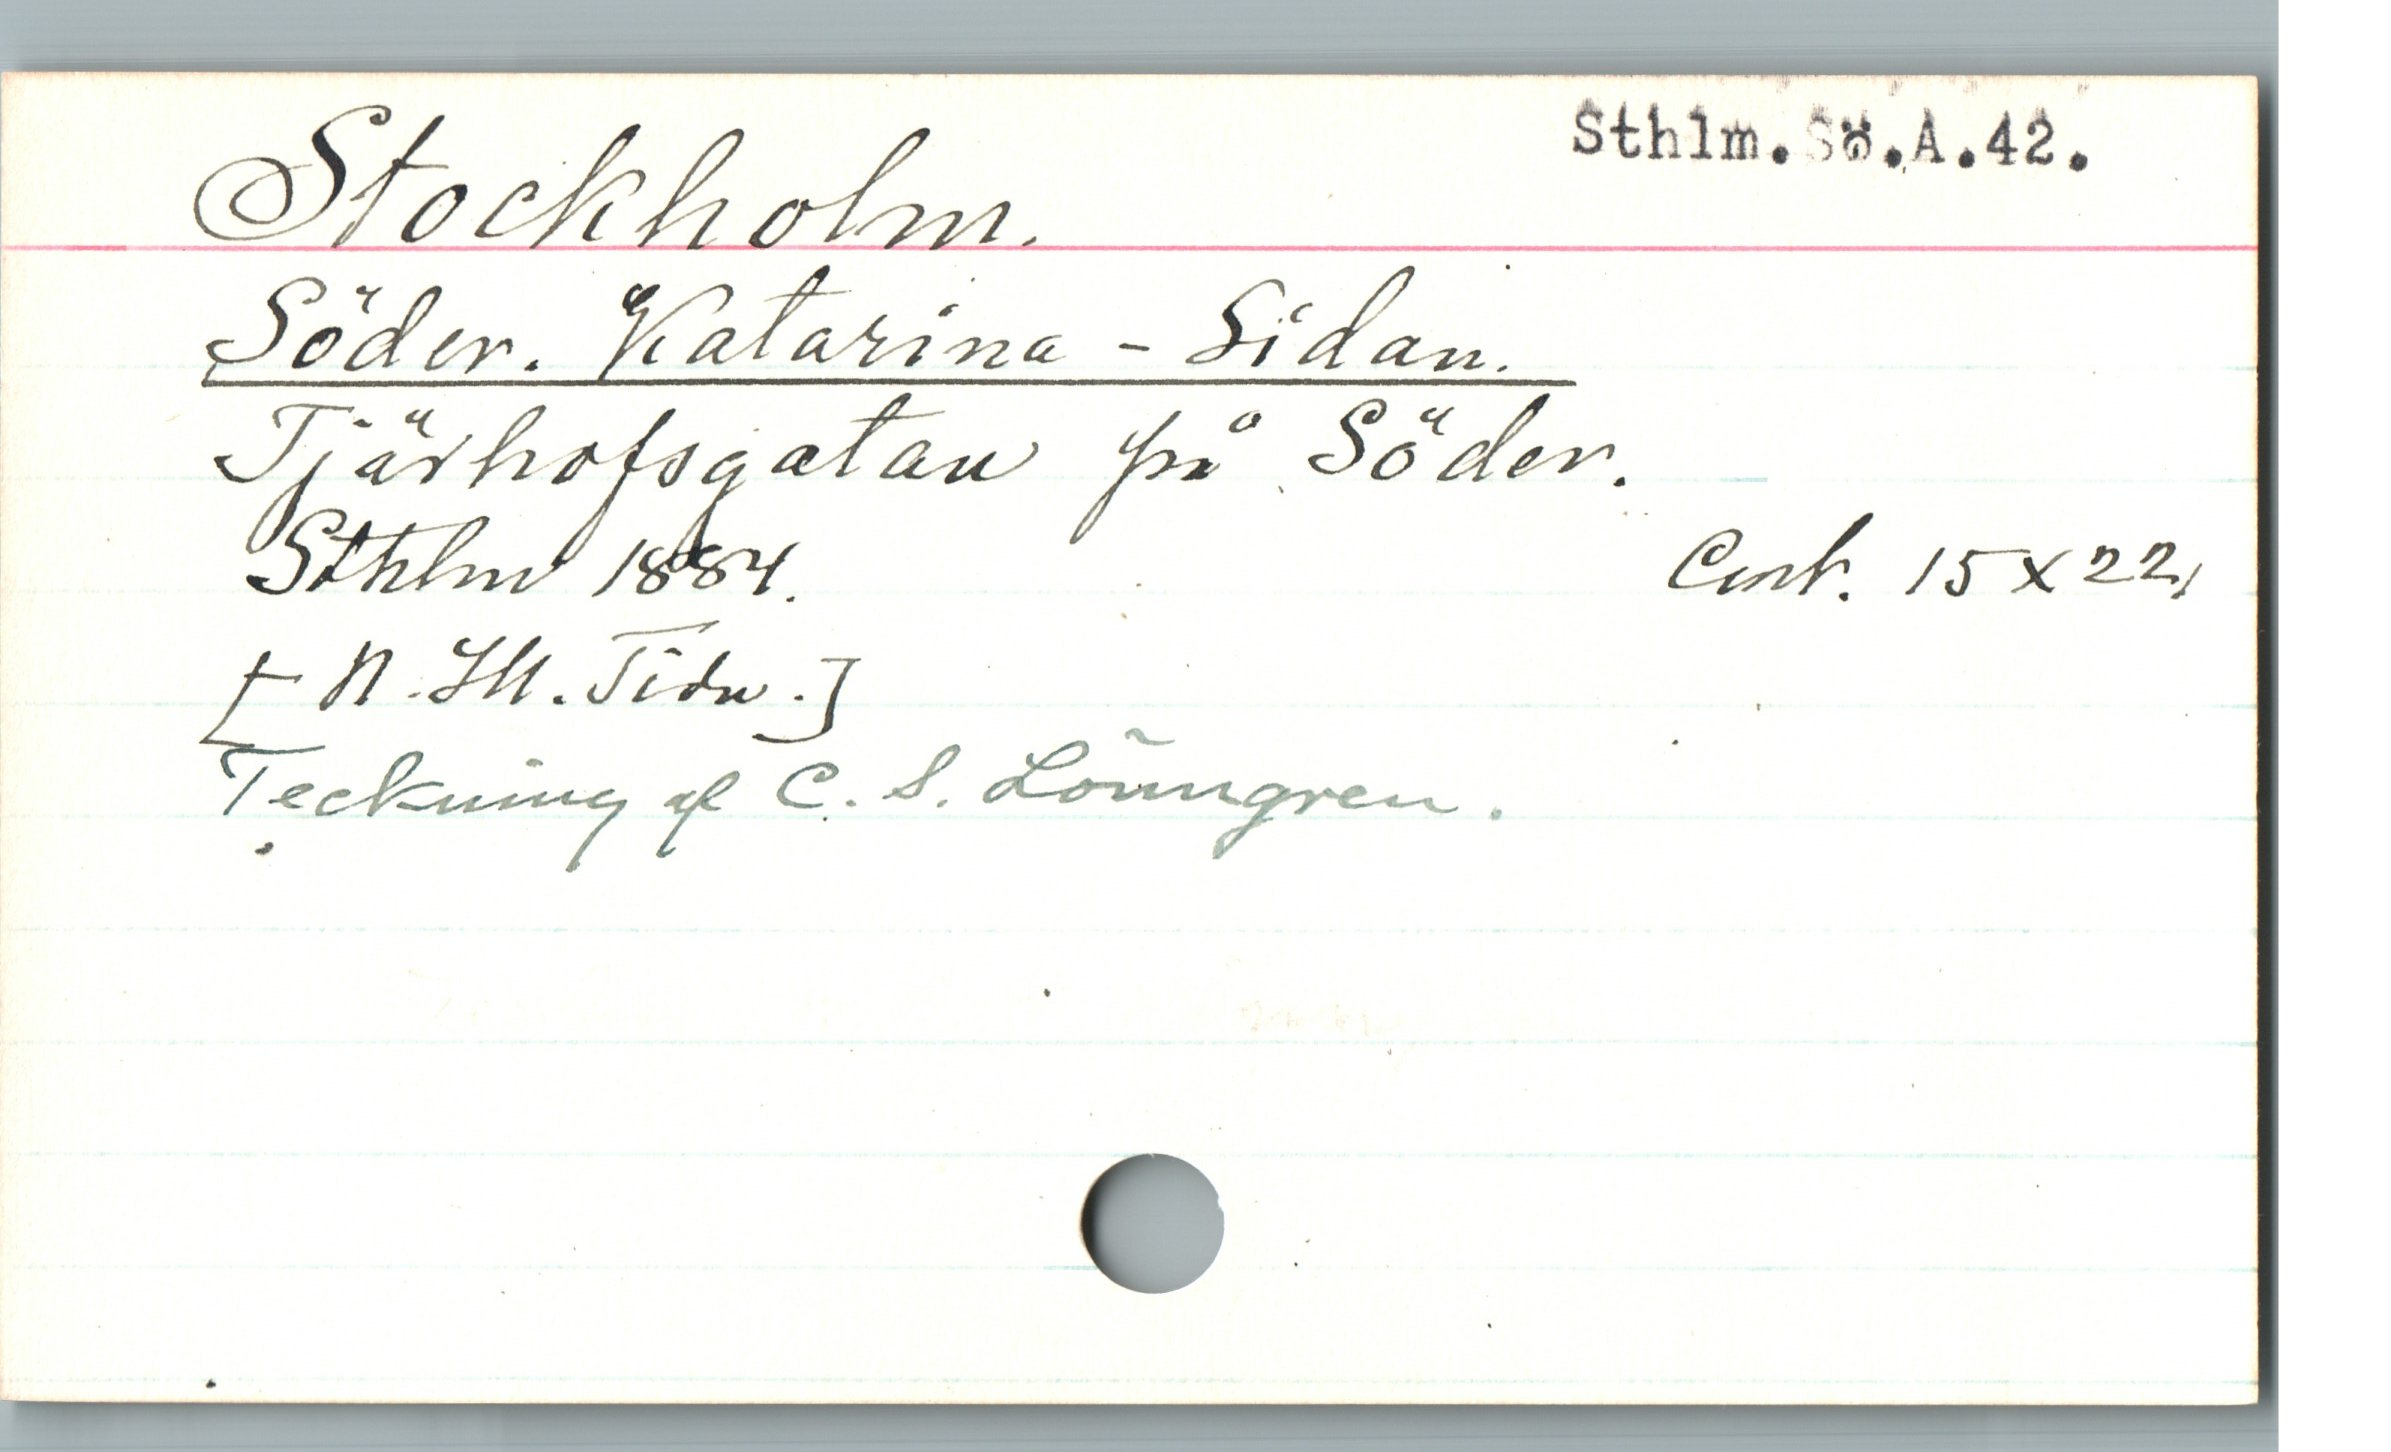 Sthlm.Sö.A.42.
Stockholm.
Söder. Katarina - Sidan.
Tjärhofsgatan på Söder.
Sthlm 1884. 15 x 22,
[N. Ill. Tidn.]
Teckning af C. S. Lönngren.